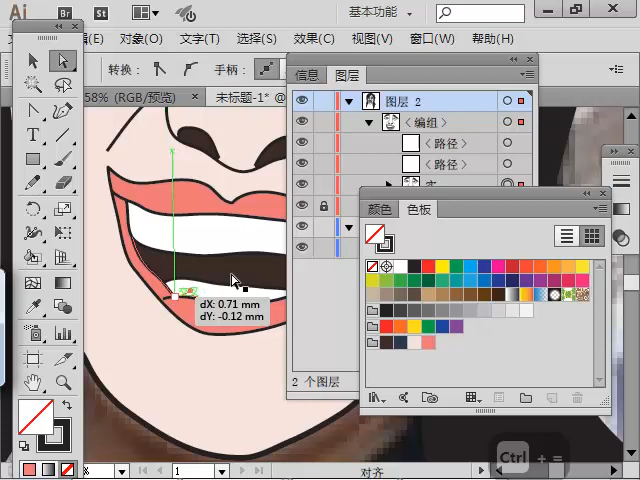 Ai Br St 基本功能
辑(E) 对象(O) 文字(T) 选择(S) 效果(C) 视图(V) 窗口(W) 帮助(H)
转换： 手柄：
58% (RGB/预览) × 未标题-1* @
信息 图层
图层 2
<编组>
<路径>
<路径>
颜色 色板
dX: 0.71 mm
dY: -0.12 mm
2 个图层
Ctrl + =
% 1 对齐